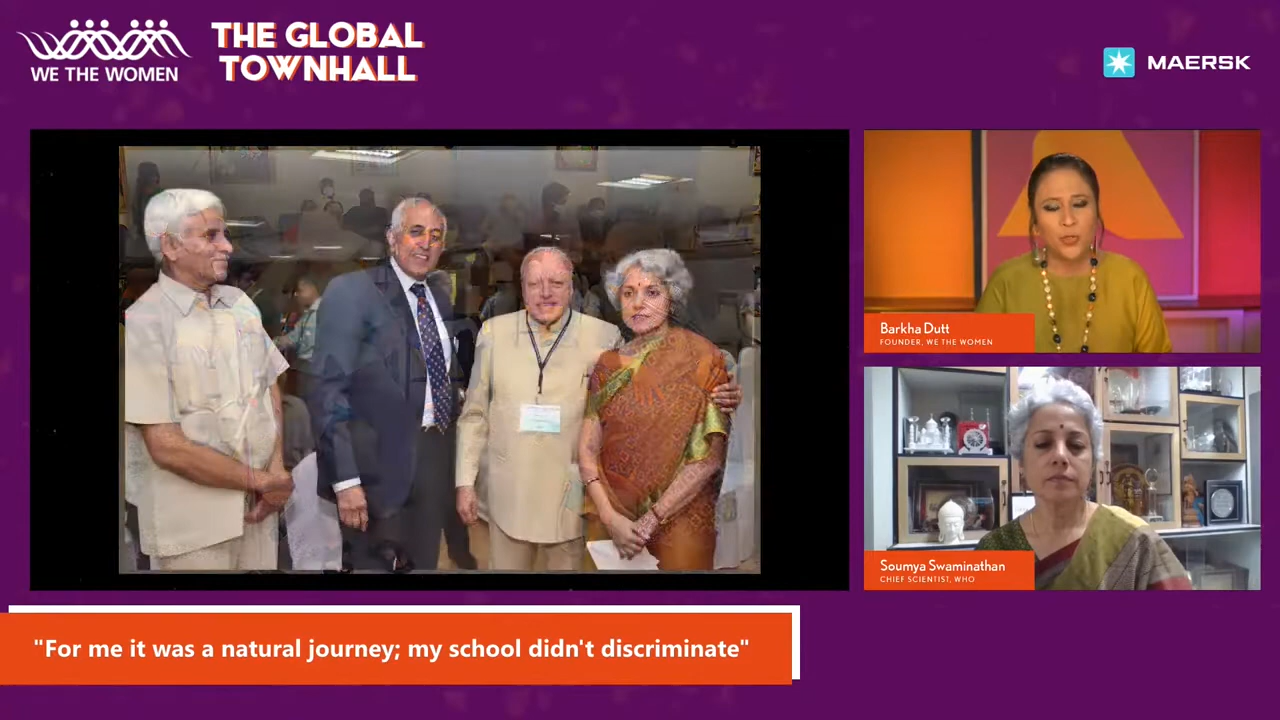 WE THE WOMEN
THE GLOBAL
TOWNHALL
MAERSK
Barkha Dutt
FOUNDER, WE THE WOMEN
Soumya Swaminathan
CHIEF SCIENTIST, WHO
"For me it was a natural journey; my school didn't discriminate"